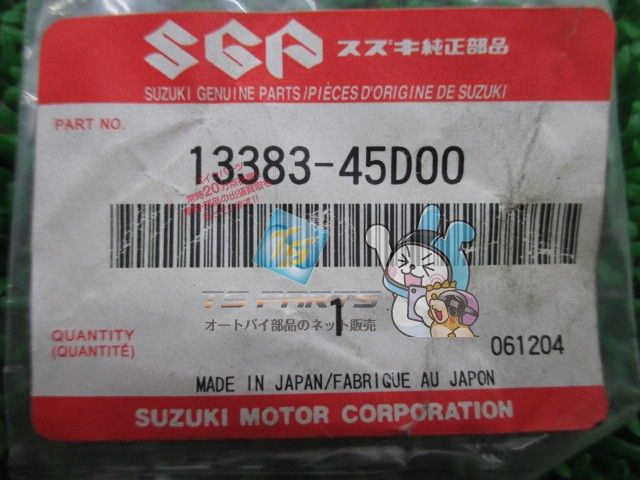 SGP スズキ純正部品
SUZUKI GENUINE PARTS/PIÈCES D'ORIGINE DE SUZUKI
PART NO.
13383-45D00
TS PARTS
オートバイ部品のネット販売
QUANTITY
(QUANTITÉ)
1
061204
MADE IN JAPAN/FABRIQUE AU JAPON
SUZUKI MOTOR CORPORATION